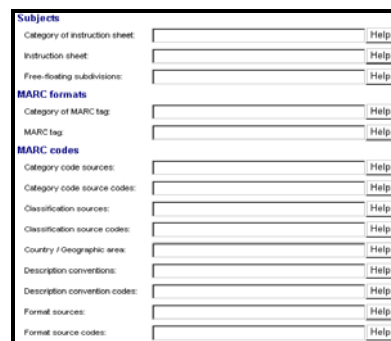 Subjects
Category of instruction sheet: Help
Instruction sheet: Help
Free-floating subdivisions: Help
MARC formats
Category of MARC tag: Help
MARC tag: Help
MARC codes
Category code sources: Help
Category code source codes: Help
Classification sources: Help
Classification source codes: Help
Country / Geographic area: Help
Description conventions: Help
Description convention codes: Help
Format sources: Help
Format source codes: Help